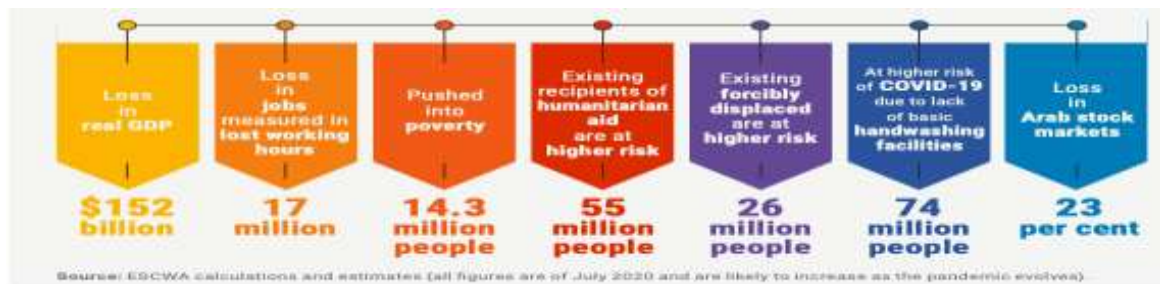 Loss
in
real GDP
$152
billion
Loss
in
jobs
measured in
lost working
hours
17
million
Pushed
into
poverty
14.3
million
people
Existing
recipients of
humanitarian
aid
are at
higher risk
55
million
people
Existing
forcibly
displaced
are at
higher risk
26
million
people
At higher risk
of COVID-19
due to lack
of basic
handwashing
facilities
74
million
people
Loss
in
Arab stock
markets
23
per cent
Source: ESCWA calculations and estimates (all figures are of July 2020 and are likely to increase as the pandemic evolves).